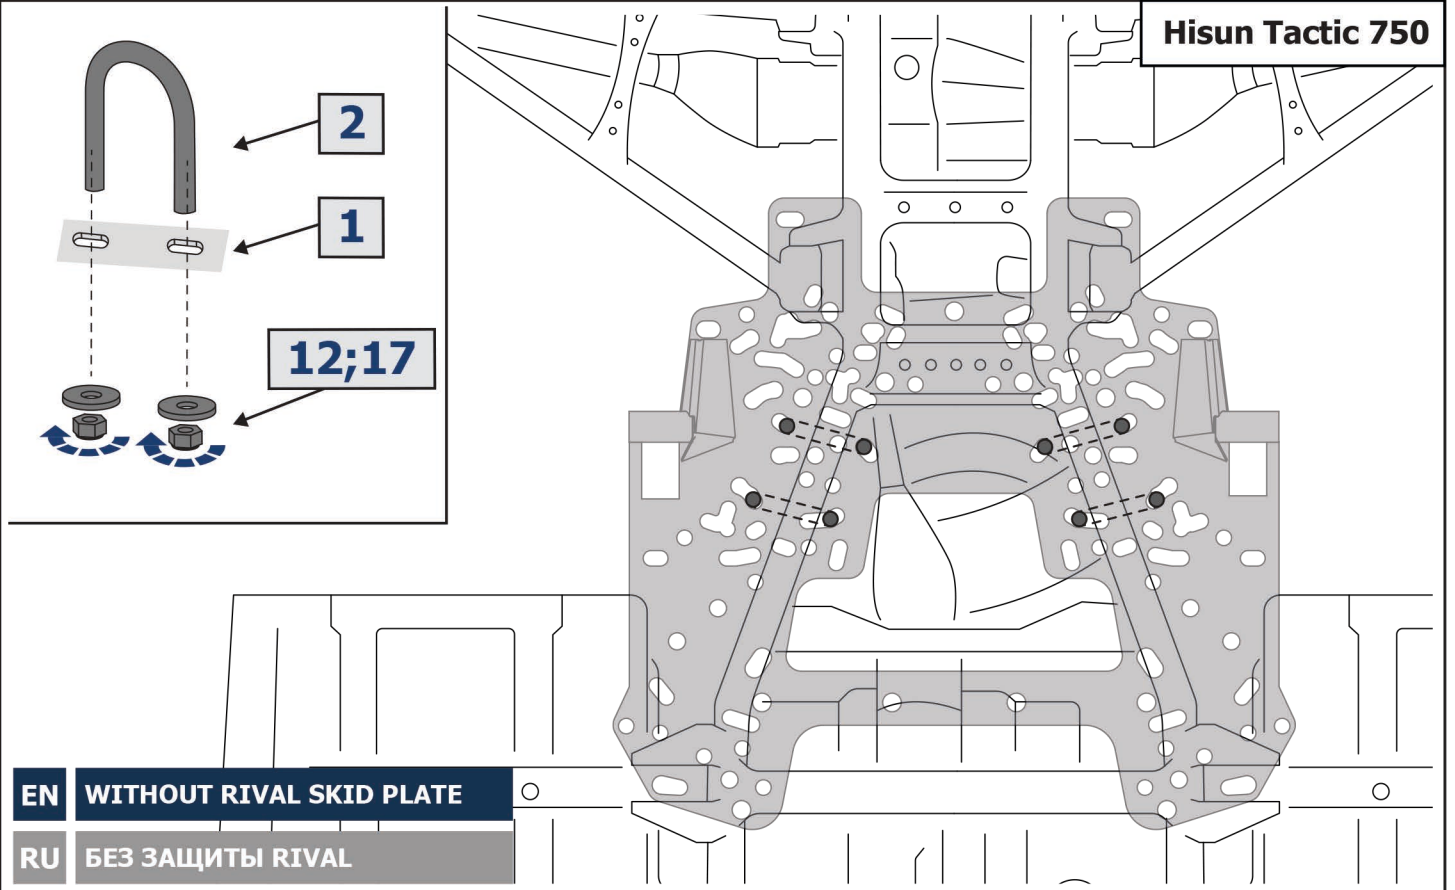 Hisun Tactic 750
2
1
12;17
EN WITHOUT RIVAL SKID PLATE
RU БЕЗ ЗАЩИТЫ RIVAL